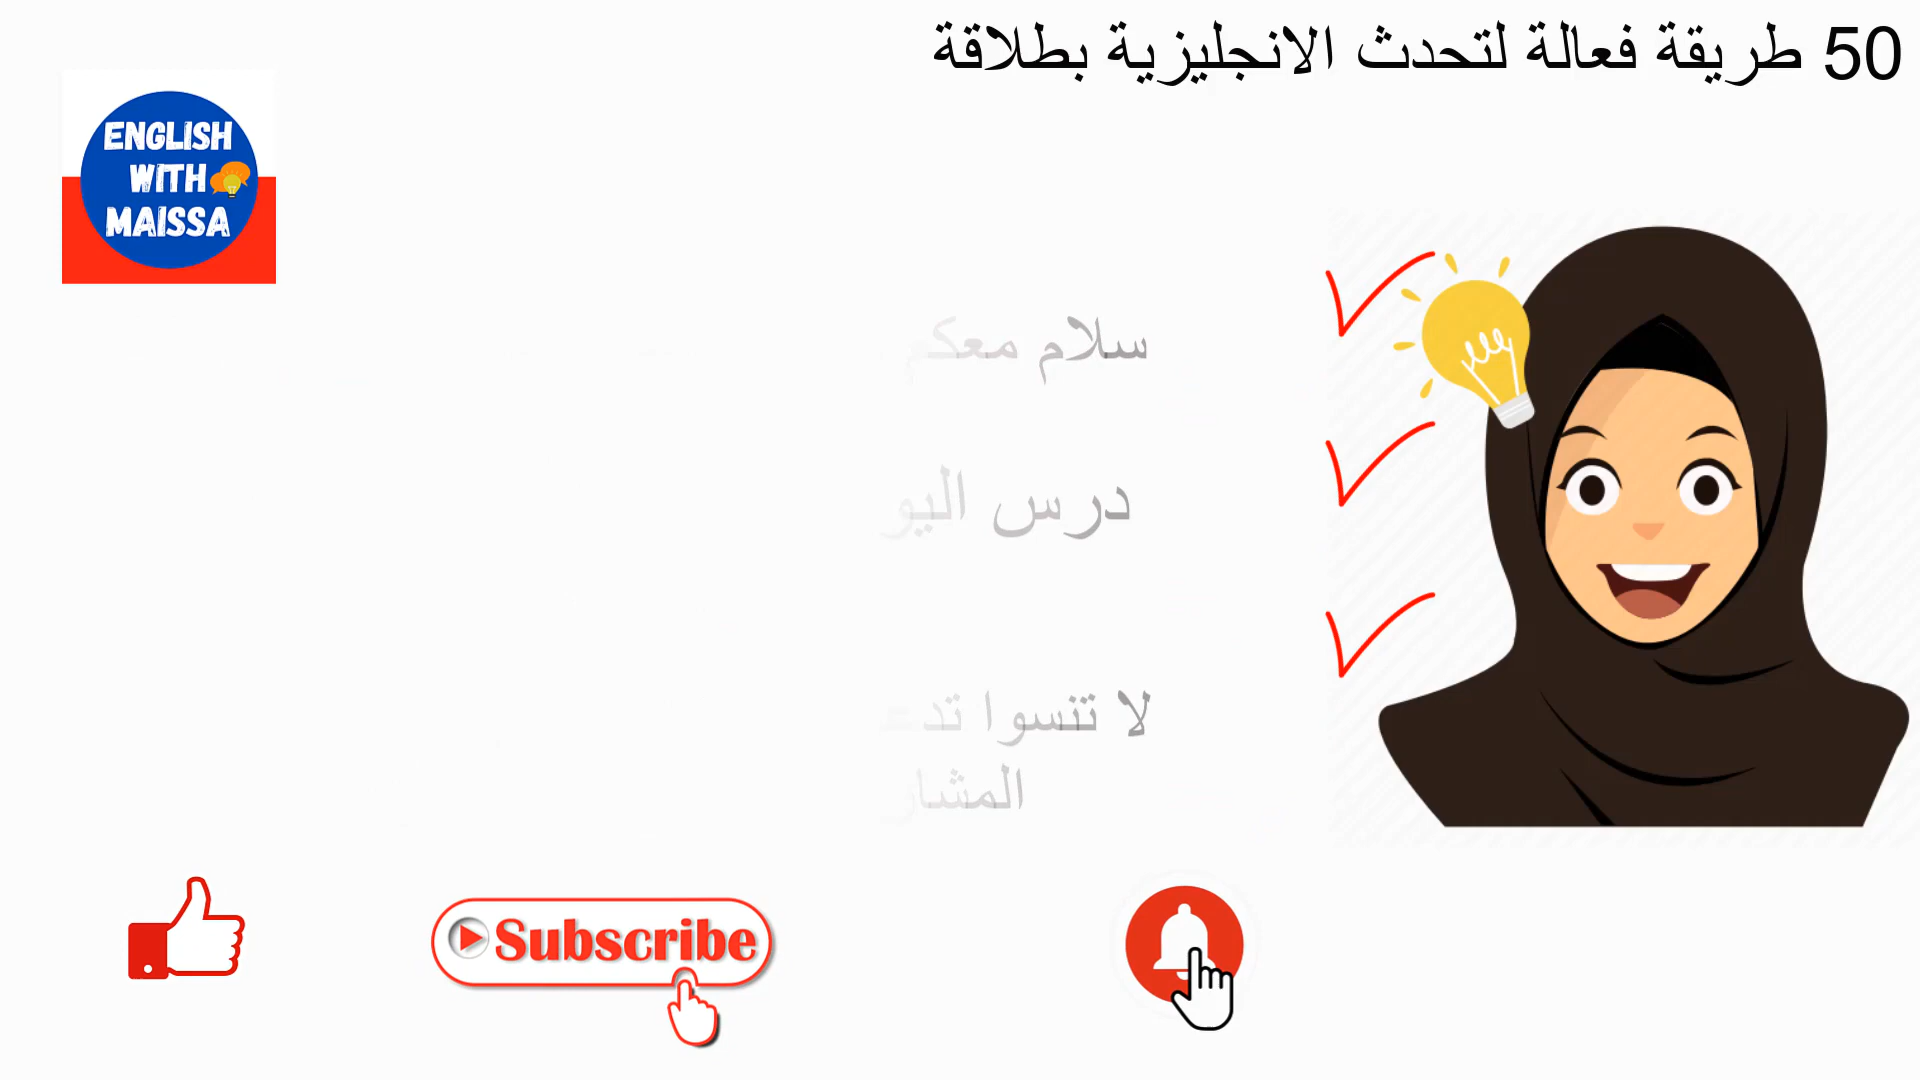 50 طريقة فعالة لتحدث الانجليزية بطلاقة
ENGLISH
WITH
MAISSA
سلام معكم
درس
لا تنسوا
Subscribe